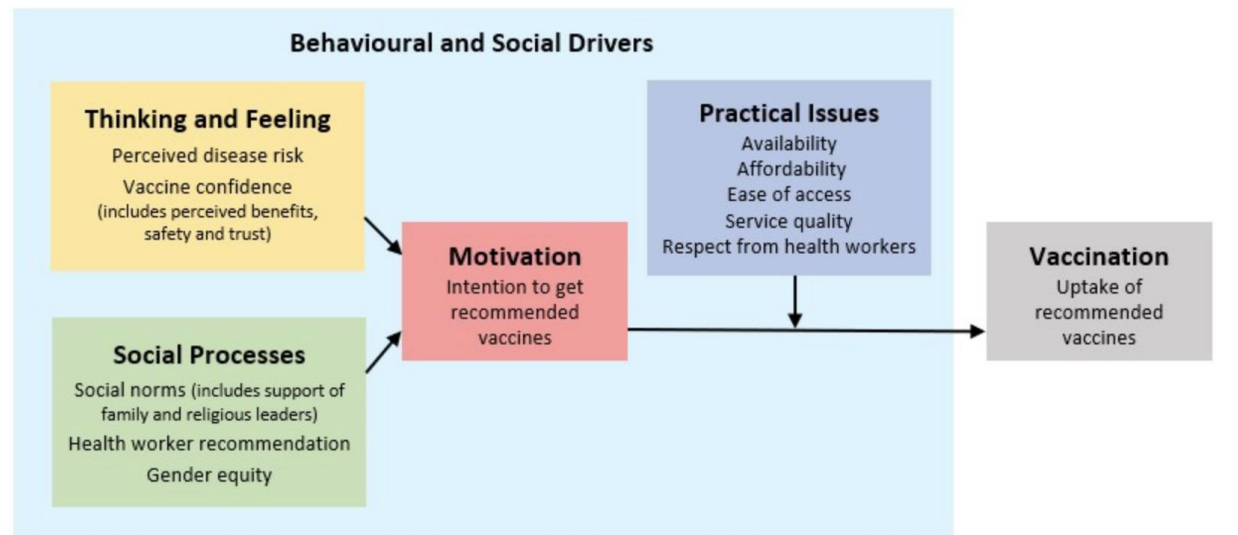 Behavioural and Social Drivers
Thinking and Feeling
Perceived disease risk
Vaccine confidence
(includes perceived benefits,
safety and trust)
Social Processes
Social norms (includes support of
family and religious leaders)
Health worker recommendation
Gender equity
Motivation
Intention to get
recommended
vaccines
Practical Issues
Availability
Affordability
Ease of access
Service quality
Respect from health workers
Vaccination
Uptake of
recommended
vaccines